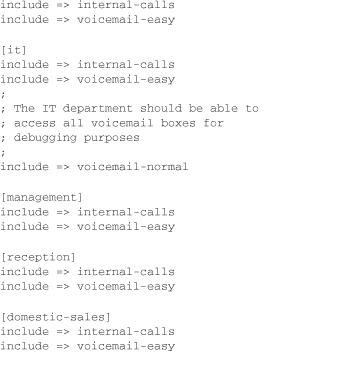 include => internal-calls
include => voicemail-easy
[it]
include => internal-calls
include => voicemail-easy
;
; The IT department should be able to
; access all voicemail boxes for
; debugging purposes
;
include => voicemail-normal
[management]
include => internal-calls
include => voicemail-easy
[reception]
include => internal-calls
include => voicemail-easy
[domestic-sales]
include => internal-calls
include => voicemail-easy